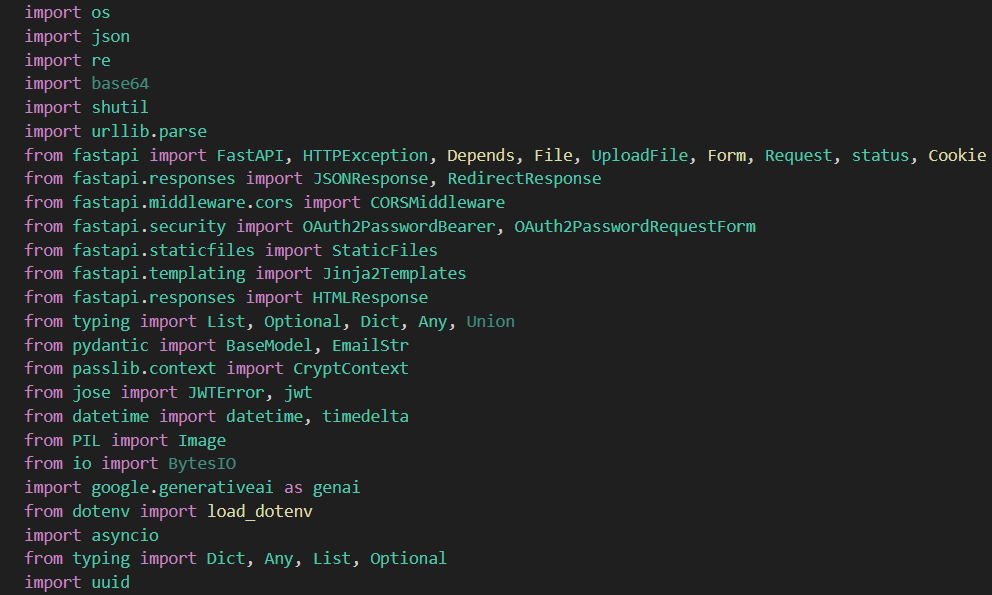 import os
import json
import re
import base64
import shutil
import urllib.parse
from fastapi import FastAPI, HTTPException, Depends, File, UploadFile, Form, Request, status, Cookie
from fastapi.responses import JSONResponse, RedirectResponse
from fastapi.middleware.cors import CORSMiddleware
from fastapi.security import OAuth2PasswordBearer, OAuth2PasswordRequestForm
from fastapi.staticfiles import StaticFiles
from fastapi.templating import Jinja2Templates
from fastapi.responses import HTMLResponse
from typing import List, Optional, Dict, Any, Union
from pydantic import BaseModel, EmailStr
from passlib.context import CryptContext
from jose import JWTError, jwt
from datetime import datetime, timedelta
from PIL import Image
from io import BytesIO
import google.generativeai as genai
from dotenv import load_dotenv
import asyncio
from typing import Dict, Any, List, Optional
import uuid